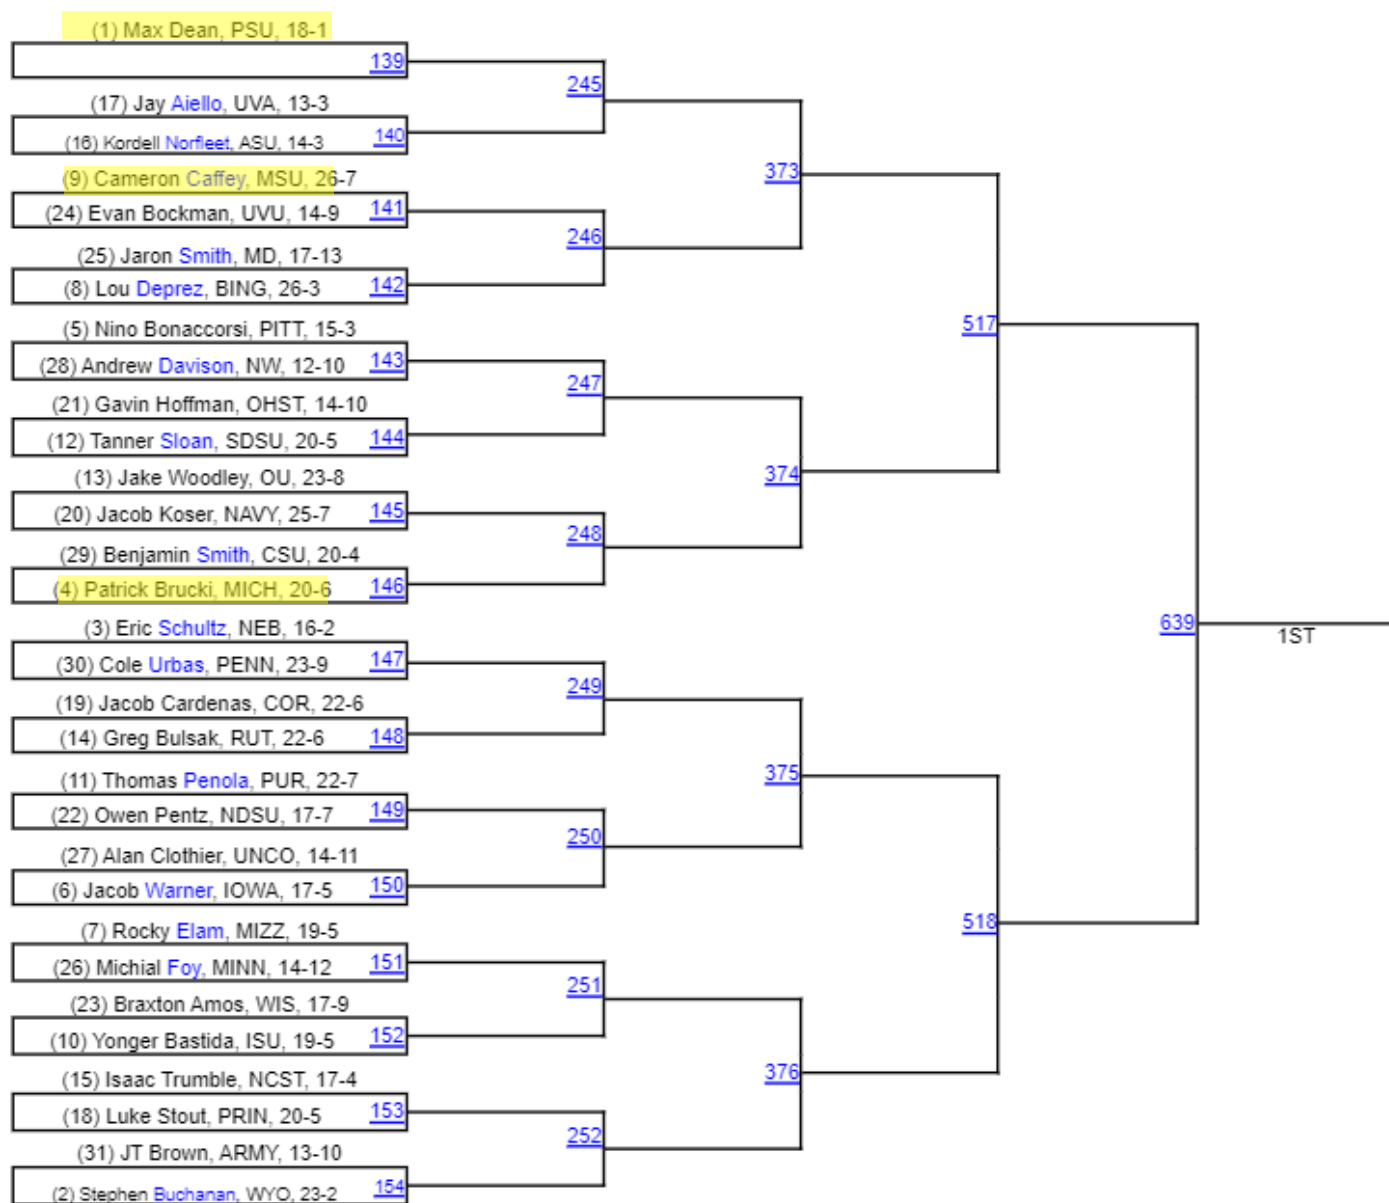 (1) Max Dean, PSU, 18-1
139
245
(17) Jay Aiello, UVA, 13-3
(16) Kordell Norfleet, ASU, 14-3 140
373
(9) Cameron Caffey, MSU, 26-7
(24) Evan Bockman, UVU, 14-9 141
246
(25) Jaron Smith, MD, 17-13
(8) Lou Deprez, BING, 26-3 142
517
(5) Nino Bonaccorsi, PITT, 15-3
(28) Andrew Davison, NW, 12-10 143
247
(21) Gavin Hoffman, OHST, 14-10
(12) Tanner Sloan, SDSU, 20-5 144
374
(13) Jake Woodley, OU, 23-8
(20) Jacob Koser, NAVY, 25-7 145
248
(29) Benjamin Smith, CSU, 20-4
(4) Patrick Brucki, MICH, 20-6 146
639
1ST
(3) Eric Schultz, NEB, 16-2
(30) Cole Urbas, PENN, 23-9 147
249
(19) Jacob Cardenas, COR, 22-6
(14) Greg Bulsak, RUT, 22-6 148
375
(11) Thomas Penola, PUR, 22-7
(22) Owen Pentz, NDSU, 17-7 149
250
(27) Alan Clothier, UNCO, 14-11
(6) Jacob Warner, IOWA, 17-5 150
518
(7) Rocky Elam, MIZZ, 19-5
(26) Michial Foy, MINN, 14-12 151
251
(23) Braxton Amos, WIS, 17-9
(10) Yonger Bastida, ISU, 19-5 152
376
(15) Isaac Trumble, NCST, 17-4
(18) Luke Stout, PRIN, 20-5 153
252
(31) JT Brown, ARMY, 13-10
(2) Stephen Buchanan, WYO, 23-2 154